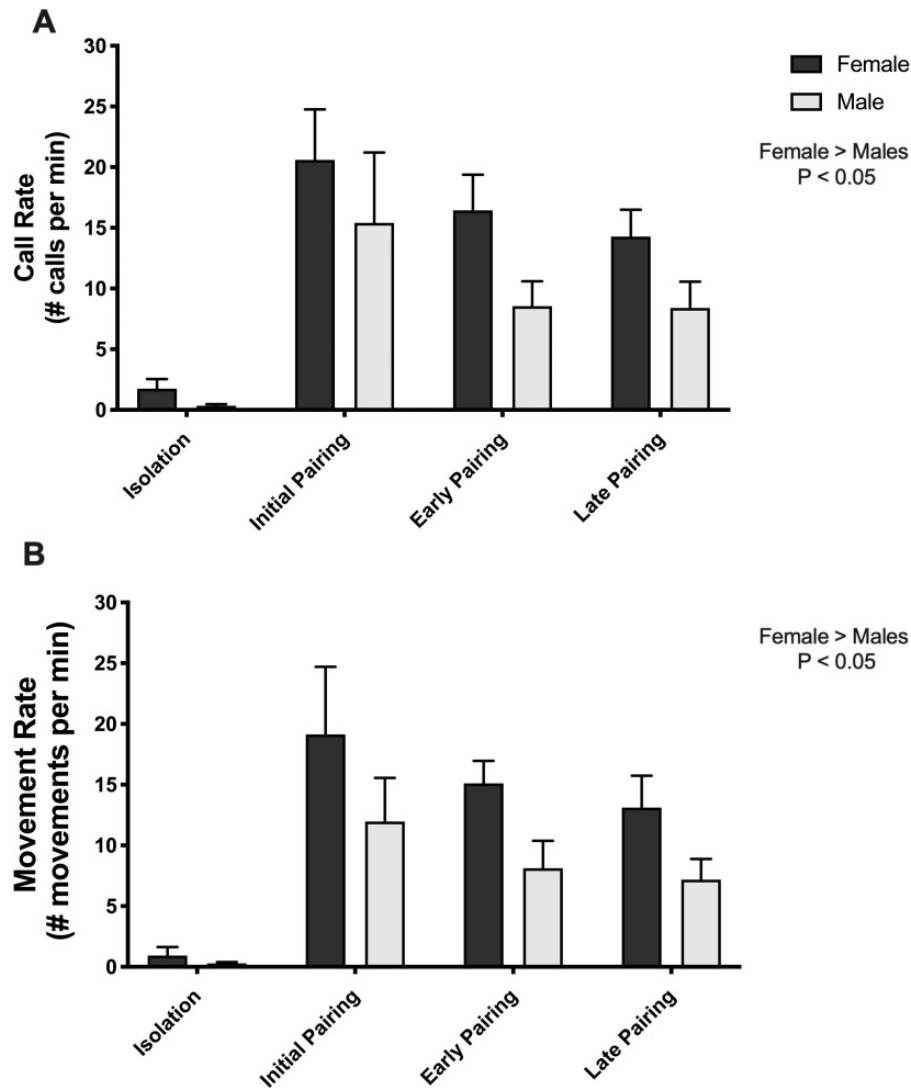 A
30
25
20
15
10
5
0
Call Rate
(# calls per min)
Isolation
Initial Pairing
Early Pairing
Late Pairing
Female
Male
Female > Males
P < 0.05
B
30
25
20
15
10
5
0
Movement Rate
(# movements per min)
Isolation
Initial Pairing
Early Pairing
Late Pairing
Female > Males
P < 0.05